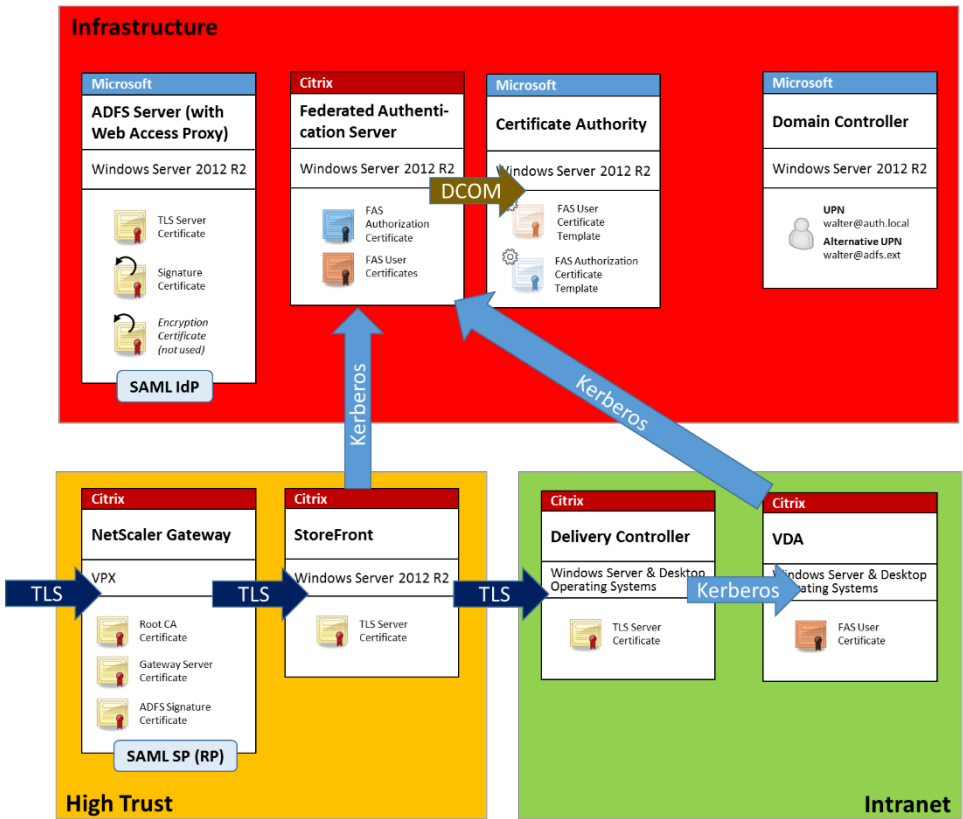 Infrastructure
Microsoft
ADFS Server (with
Web Access Proxy)
Windows Server 2012 R2
TLS Server
Certificate
Signature
Certificate
Encryption
Certificate
(not used)
SAML IdP
Citrix
Federated Authenti-
cation Server
Windows Server 2012 R2
FAS
Authorization
Certificate
FAS User
Certificates
DCOM
Microsoft
Certificate Authority
Windows Server 2012 R2
FAS User
Certificate
Template
FAS Authorization
Certificate
Template
Microsoft
Domain Controller
Windows Server 2012 R2
UPN
walter@auth.local
Alternative UPN
walter@adfs.ext
Kerberos
Kerberos
Citrix
NetScaler Gateway
VPX
TLS
Root CA
Certificate
Gateway Server
Certificate
ADFS Signature
Certificate
SAML SP (RP)
TLS
Citrix
StoreFront
Windows Server 2012 R2
TLS Server
Certificate
High Trust
TLS
Citrix
Delivery Controller
Windows Server & Desktop
Operating Systems
TLS Server
Certificate
Kerberos
Citrix
VDA
Windows Server & Desktop
Operating Systems
FAS User
Certificate
Intranet